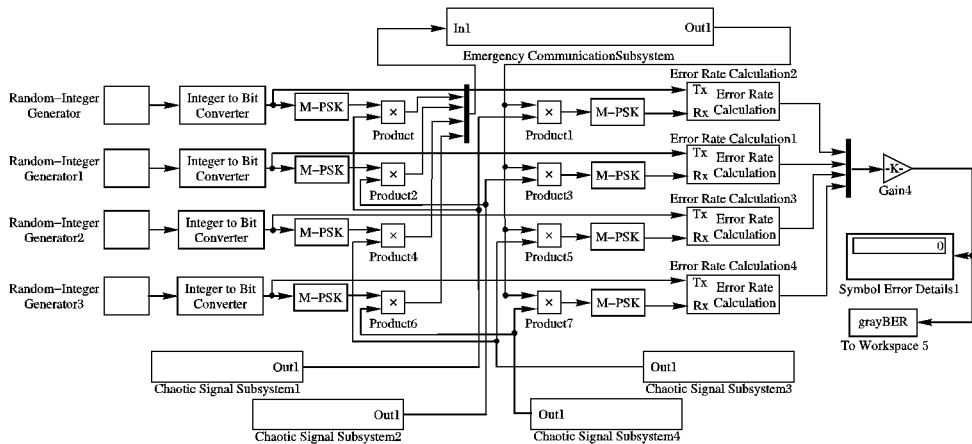 In1
Out1
Emergency CommunicationSubsystem
Random−Integer
Generator
Integer to Bit
Converter
M−PSK
×
Product
×
Product1
M−PSK
Error Rate Calculation2
Tx
Rx
Error Rate
Calculation
Random−Integer
Generator1
Integer to Bit
Converter
M−PSK
×
Product2
×
Product3
M−PSK
Error Rate Calculation1
Tx
Rx
Error Rate
Calculation
-K-
Gain4
Random−Integer
Generator2
Integer to Bit
Converter
M−PSK
×
Product4
×
Product5
M−PSK
Error Rate Calculation3
Tx
Rx
Error Rate
Calculation
0
Symbol Error Details1
Random−Integer
Generator3
Integer to Bit
Converter
M−PSK
×
Product6
×
Product7
M−PSK
Error Rate Calculation4
Tx
Rx
Error Rate
Calculation
grayBER
To Workspace 5
Out1
Chaotic Signal Subsystem1
Out1
Chaotic Signal Subsystem3
Out1
Chaotic Signal Subsystem2
Out1
Chaotic Signal Subsystem4